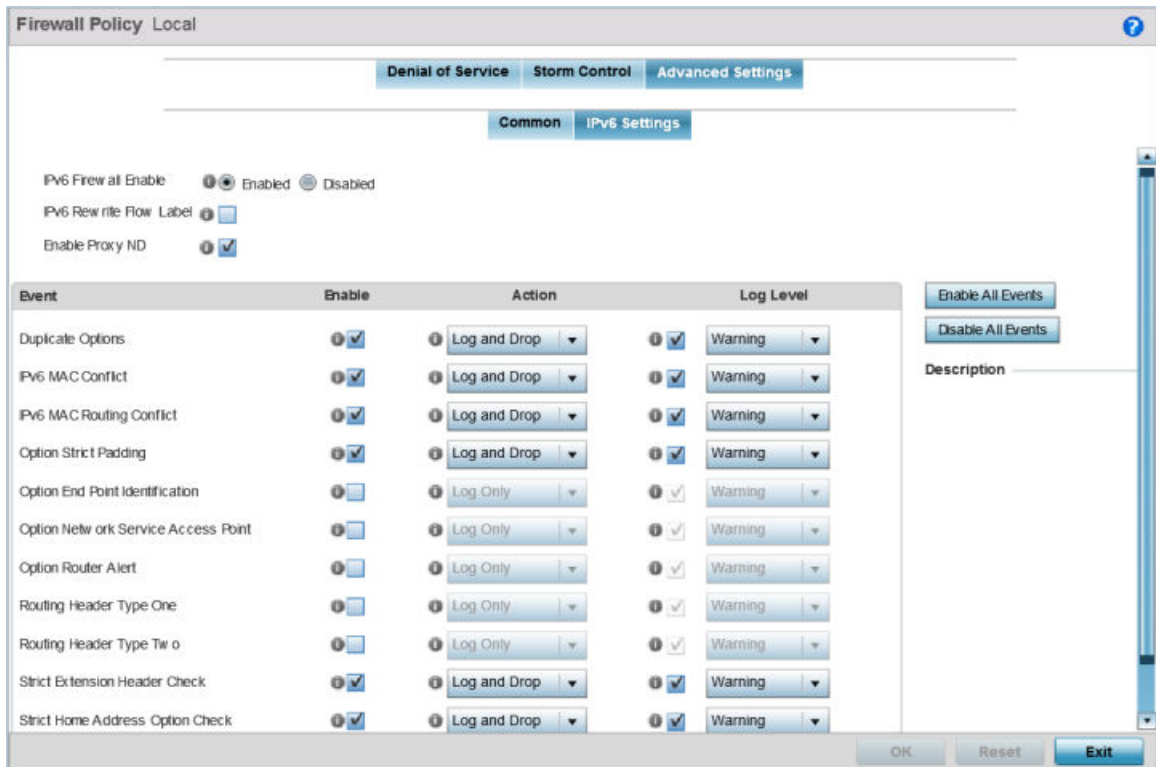 Firewall Policy Local
Denial of Service Storm Control Advanced Settings
Common IPv6 Settings
IPv6 Firewall Enable Enabled Disabled
IPv6 Rewrite Flow Label
Enable Proxy ND
Event Enable Action Log Level
Enable All Events
Disable All Events
Description
Duplicate Options Log and Drop Warning
IPv6 MAC Conflict Log and Drop Warning
IPv6 MAC Routing Conflict Log and Drop Warning
Option Strict Padding Log and Drop Warning
Option End Point Identification Log Only Warning
Option Network Service Access Point Log Only Warning
Option Router Alert Log Only Warning
Routing Header Type One Log Only Warning
Routing Header Type Two Log Only Warning
Strict Extension Header Check Log and Drop Warning
Strict Home Address Option Check Log and Drop Warning
OK Reset Exit